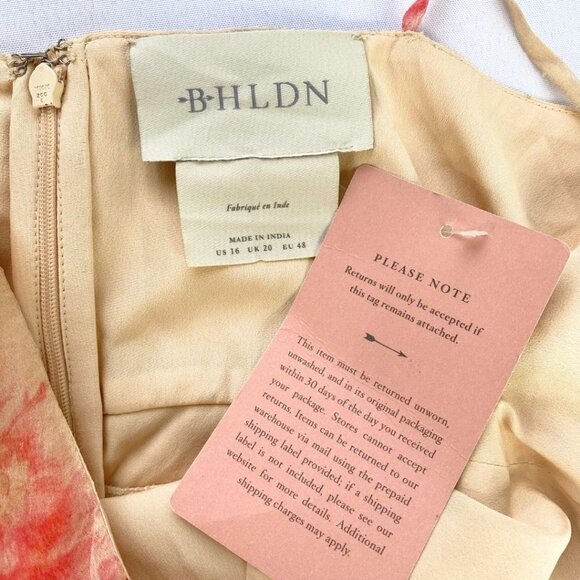 BHLDN
Fabriqué en Inde
MADE IN INDIA
US 16 UK 20 EU 48
PLEASE NOTE
Returns will only be accepted if
this tag remains attached.
This item must be returned unworn,
unwashed, and in its original packaging
within 30 days of the day you received
your package. Stores cannot accept
returns. Items can be returned to our
warehouse via mail using the prepaid
shipping label provided; if a shipping
label is not included, please see our
website for more details. Additional
shipping charges may apply.